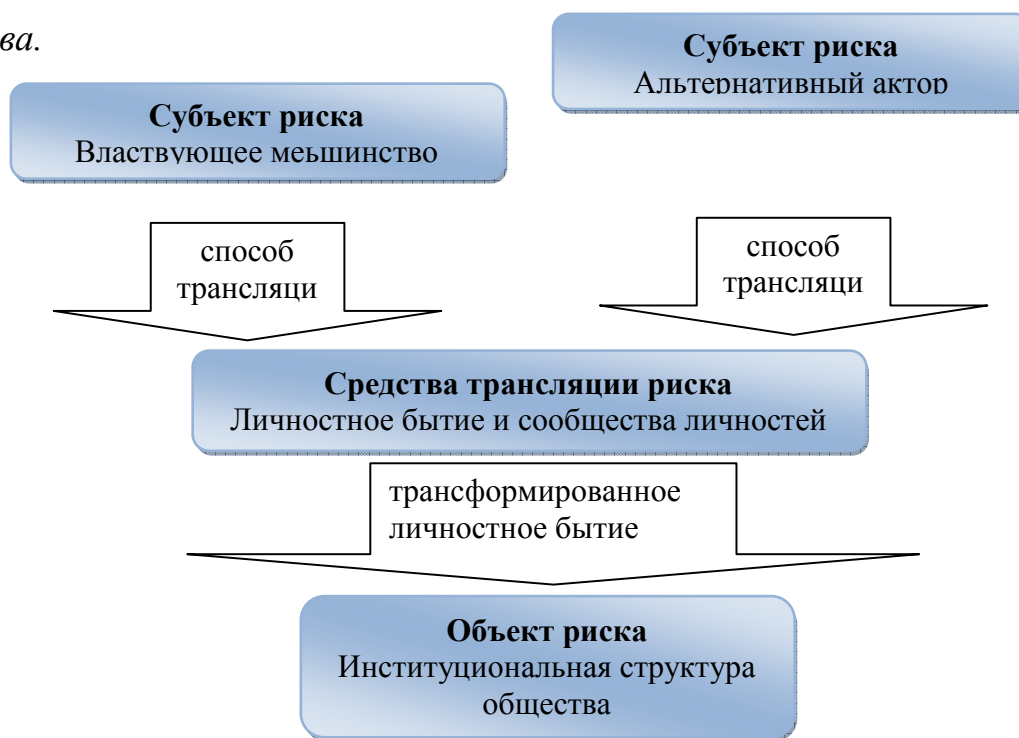 ва.
Субъект риска
Альтернативный актор
Субъект риска
Властвующее меьшинство
способ
трансляци
способ
трансляци
Средства трансляции риска
Личностное бытие и сообщества личностей
трансформированное
личностное бытие
Объект риска
Институциональная структура
общества